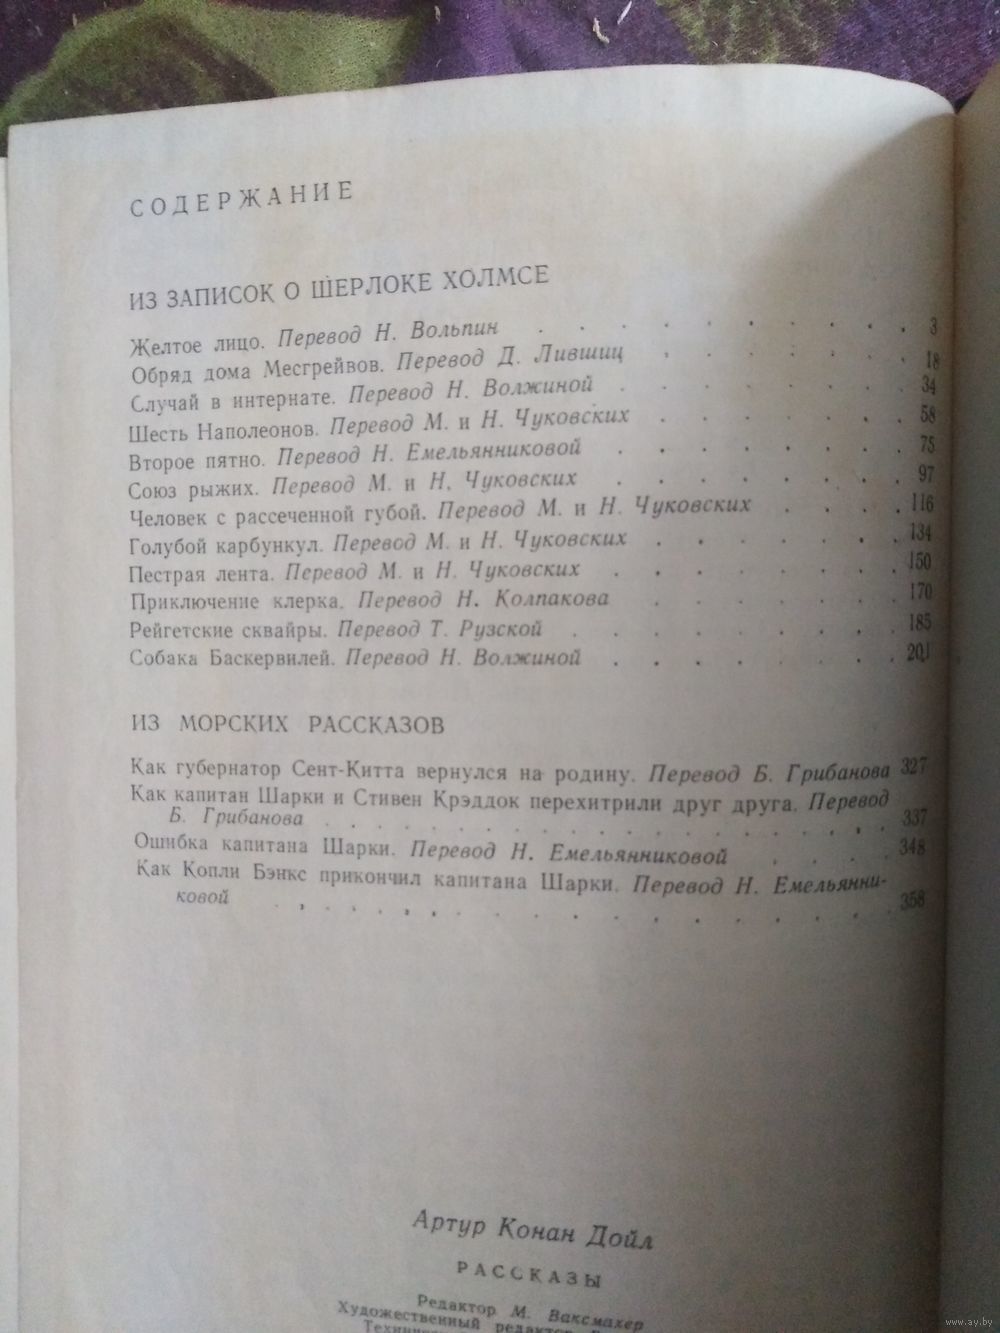 СОДЕРЖАНИЕ
ИЗ ЗАПИСОК О ШЕРЛОКЕ ХОЛМСЕ
Желтое лицо. Перевод Н. Вольпин . . . . . . . . . . 3
Обряд дома Месгрейвов. Перевод Д. Лившиц . . . . . . . 18
Случай в интернате. Перевод Н. Волжиной . . . . . . . . 34
Шесть Наполеонов. Перевод М. и Н. Чуковских . . . . . . . 58
Второе пятно. Перевод Н. Емельянниковой . . . . . . . . 75
Союз рыжих. Перевод М. и Н. Чуковских . . . . . . . . 97
Человек с рассеченной губой. Перевод М. и Н. Чуковских . . . . 116
Голубой карбункул. Перевод М. и Н. Чуковских . . . . . . 134
Пестрая лента. Перевод М. и Н. Чуковских . . . . . . . . 150
Приключение клерка. Перевод Н. Колпакова . . . . . . . 170
Рейгетские сквайры. Перевод Т. Рузской . . . . . . . . . 185
Собака Баскервилей. Перевод Н. Волжиной . . . . . . . . 201
ИЗ МОРСКИХ РАССКАЗОВ
Как губернатор Сент-Китта вернулся на родину. Перевод Б. Грибанова 327
Как капитан Шарки и Стивен Крэддок перехитрили друг друга. Перевод
Б. Грибанова . . . . . . . . . . . . . . . 337
Ошибка капитана Шарки. Перевод Н. Емельянниковой . . . . 348
Как Копли Бэнкс прикончил капитана Шарки. Перевод Н. Емельянни-
ковой . . . . . . . . . . . . . . . . 358
Артур Конан Дойл
РАССКАЗЫ
Редактор М. Ваксмахер
Художественный редактор
www.ay.by